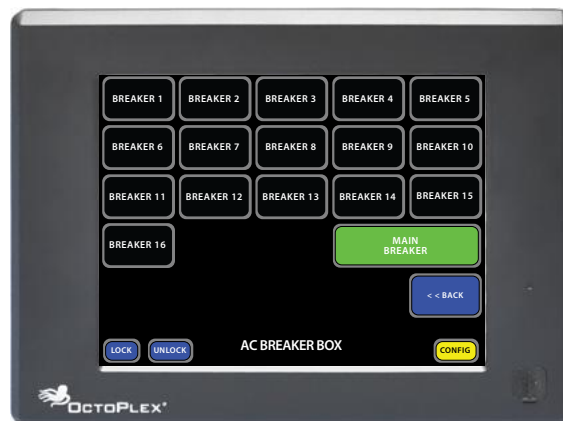 BREAKER 1 BREAKER 2 BREAKER 3 BREAKER 4 BREAKER 5
BREAKER 6 BREAKER 7 BREAKER 8 BREAKER 9 BREAKER 10
BREAKER 11 BREAKER 12 BREAKER 13 BREAKER 14 BREAKER 15
BREAKER 16 MAIN
BREAKER
< < BACK
LOCK UNLOCK AC BREAKER BOX CONFIG
OCTOPLEX®